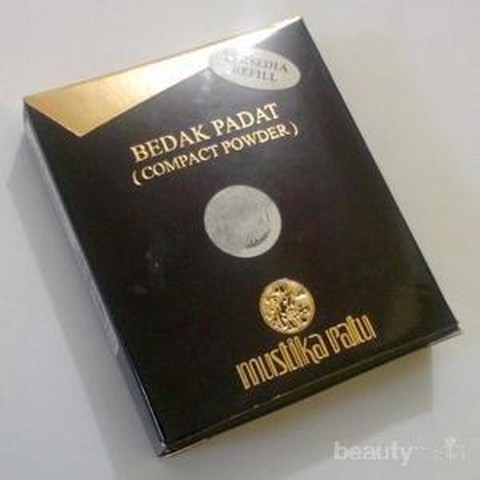 TERSEDIA
REFILL
BEDAK PADAT
(COMPACT POWDER)
mustika ratu
beauty